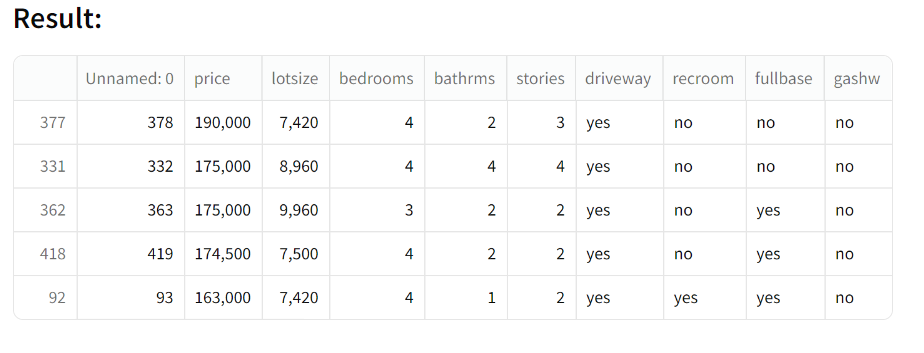 Result:
Unnamed: 0 price lotsize bedrooms bathrms stories driveway recroom fullbase gashw
377 378 190,000 7,420 4 2 3 yes no no no
331 332 175,000 8,960 4 4 4 yes no no no
362 363 175,000 9,960 3 2 2 yes no yes no
418 419 174,500 7,500 4 2 2 yes no yes no
92 93 163,000 7,420 4 1 2 yes yes yes no